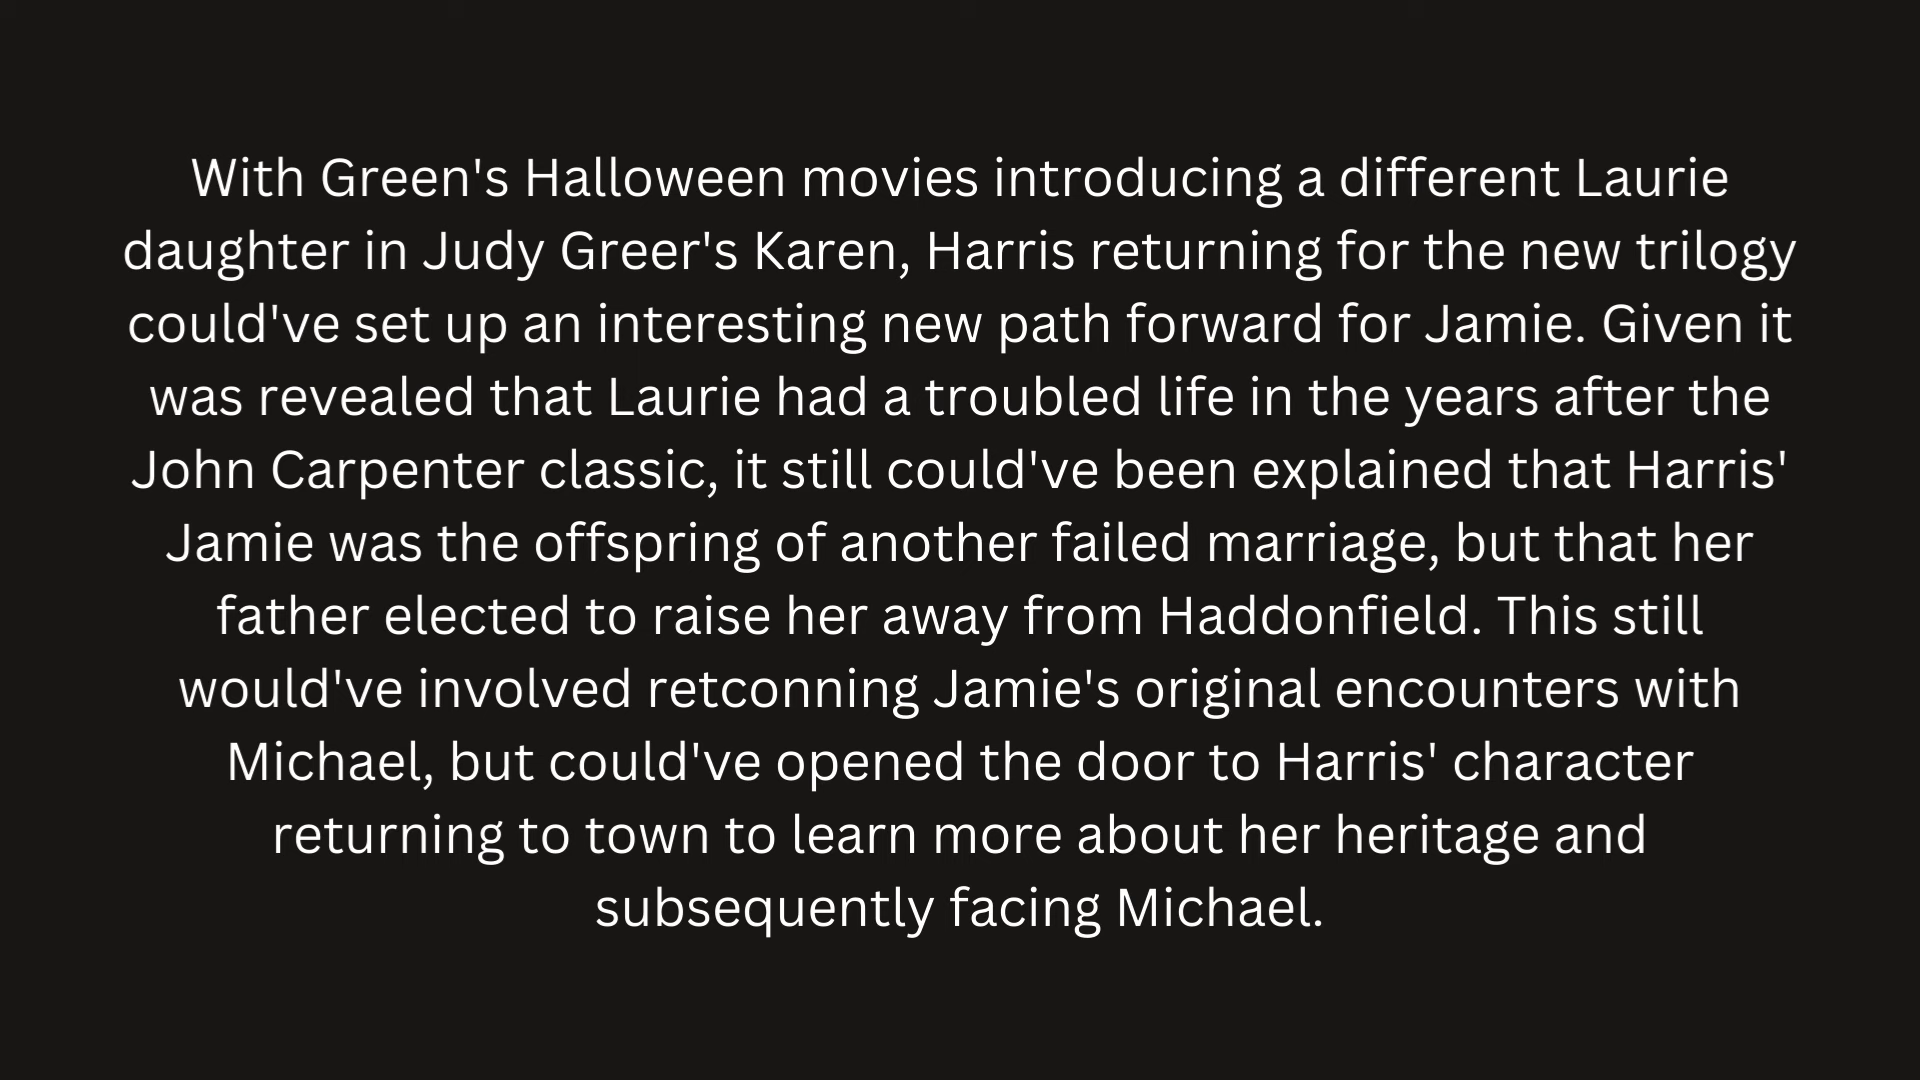 With Green's Halloween movies introducing a different Laurie
daughter in Judy Greer's Karen, Harris returning for the new trilogy
could've set up an interesting new path forward for Jamie. Given it
was revealed that Laurie had a troubled life in the years after the
John Carpenter classic, it still could've been explained that Harris'
Jamie was the offspring of another failed marriage, but that her
father elected to raise her away from Haddonfield. This still
would've involved retconning Jamie's original encounters with
Michael, but could've opened the door to Harris' character
returning to town to learn more about her heritage and
subsequently facing Michael.